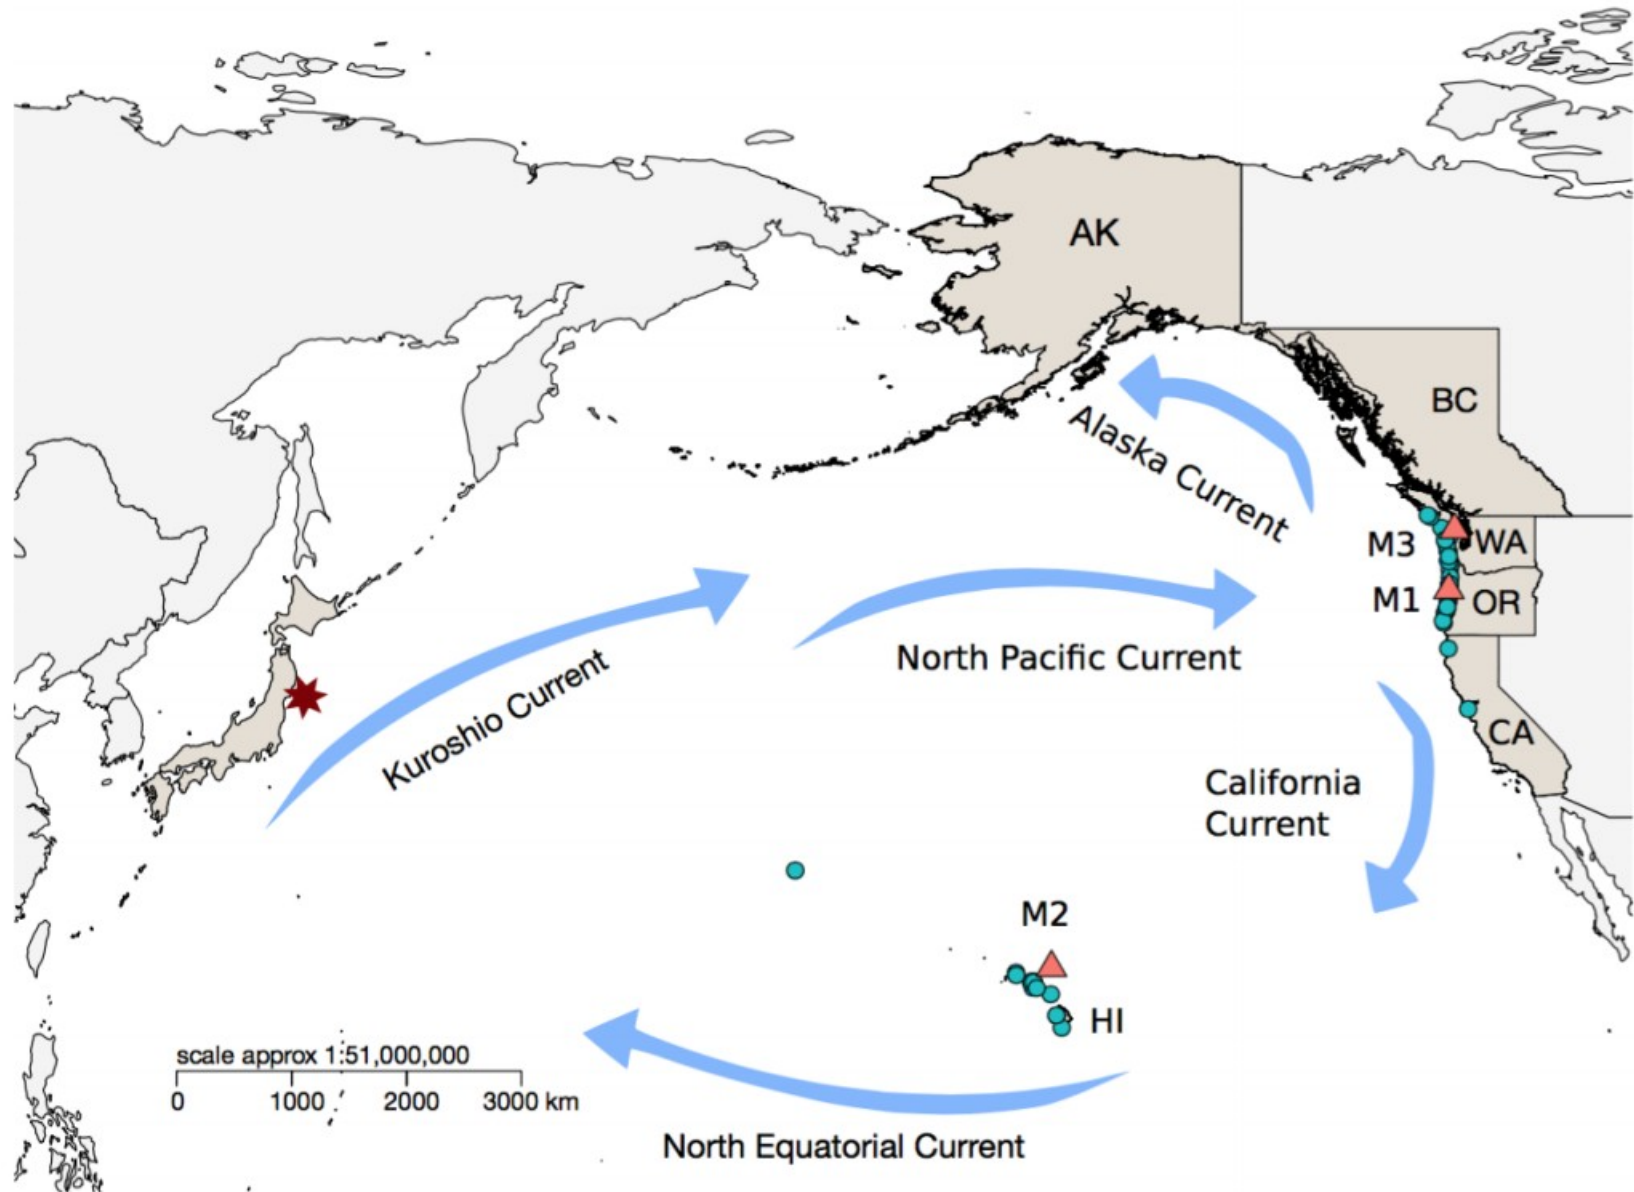 AK
BC
Alaska Current
M3
WA
M1
OR
North Pacific Current
Kuroshio Current
CA
California
Current
M2
HI
scale approx 1:51,000,000
0 1000 2000 3000 km
North Equatorial Current